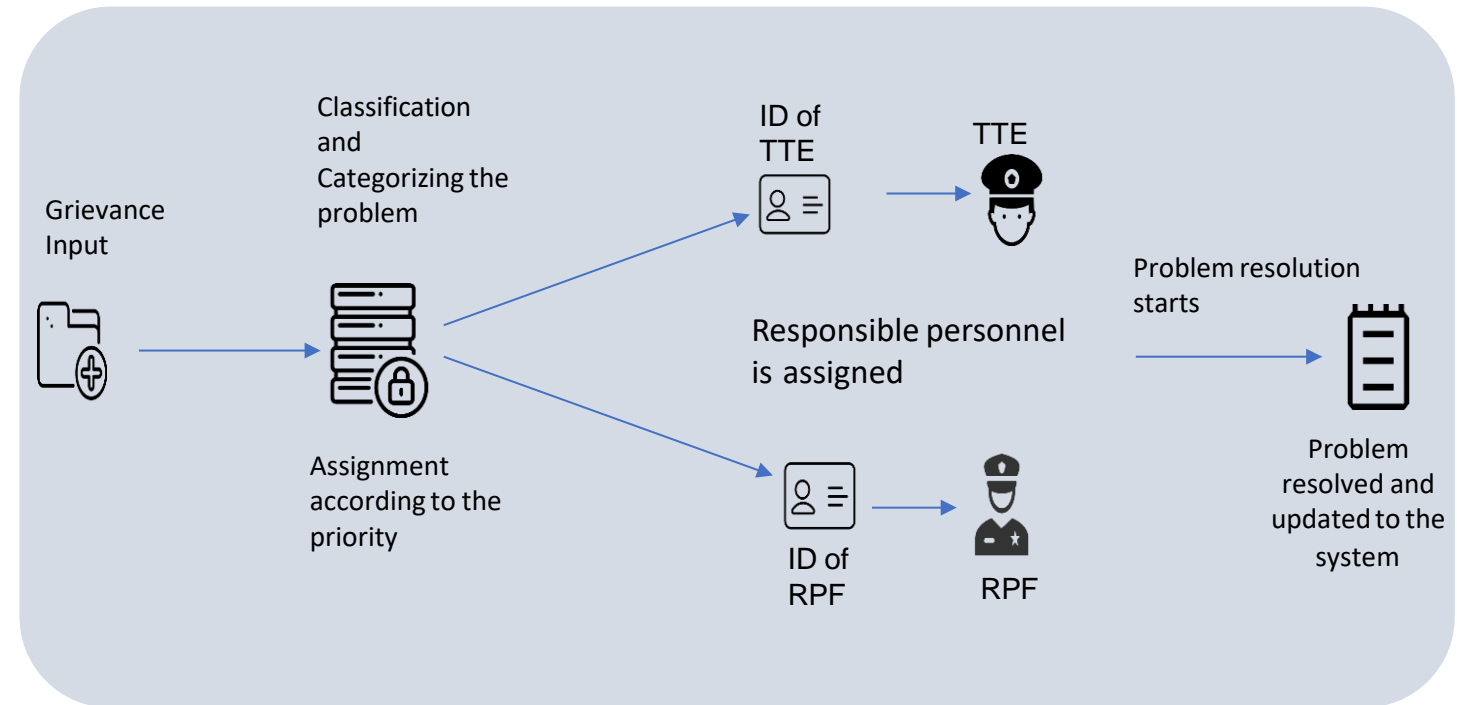 Grievance
Input
Classification
and
Categorizing the
problem
Assignment
according to the
priority
ID of
TTE
TTE
Responsible personnel
is assigned
ID of
RPF
RPF
Problem resolution
starts
Problem
resolved and
updated to the
system